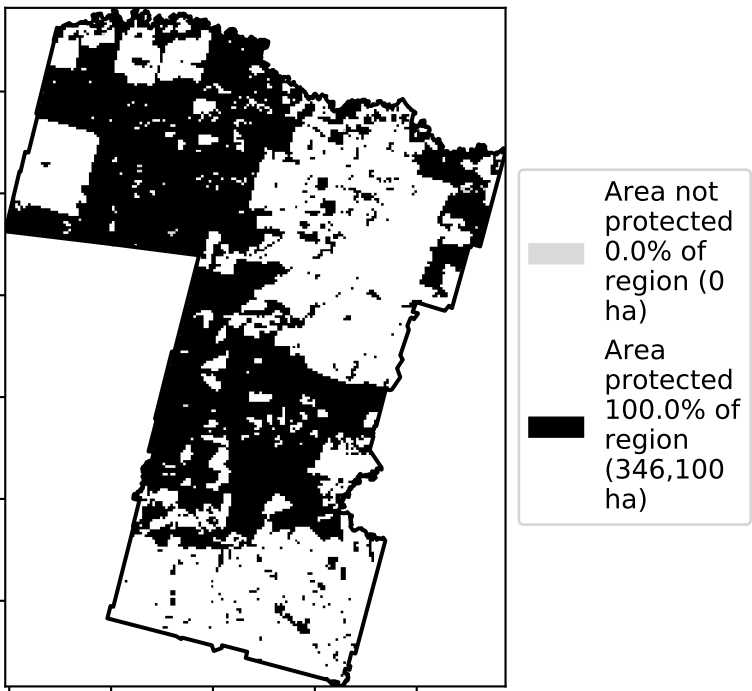 Area not
protected
0.0% of
region (0
ha)
Area
protected
100.0% of
region
(346,100
ha)